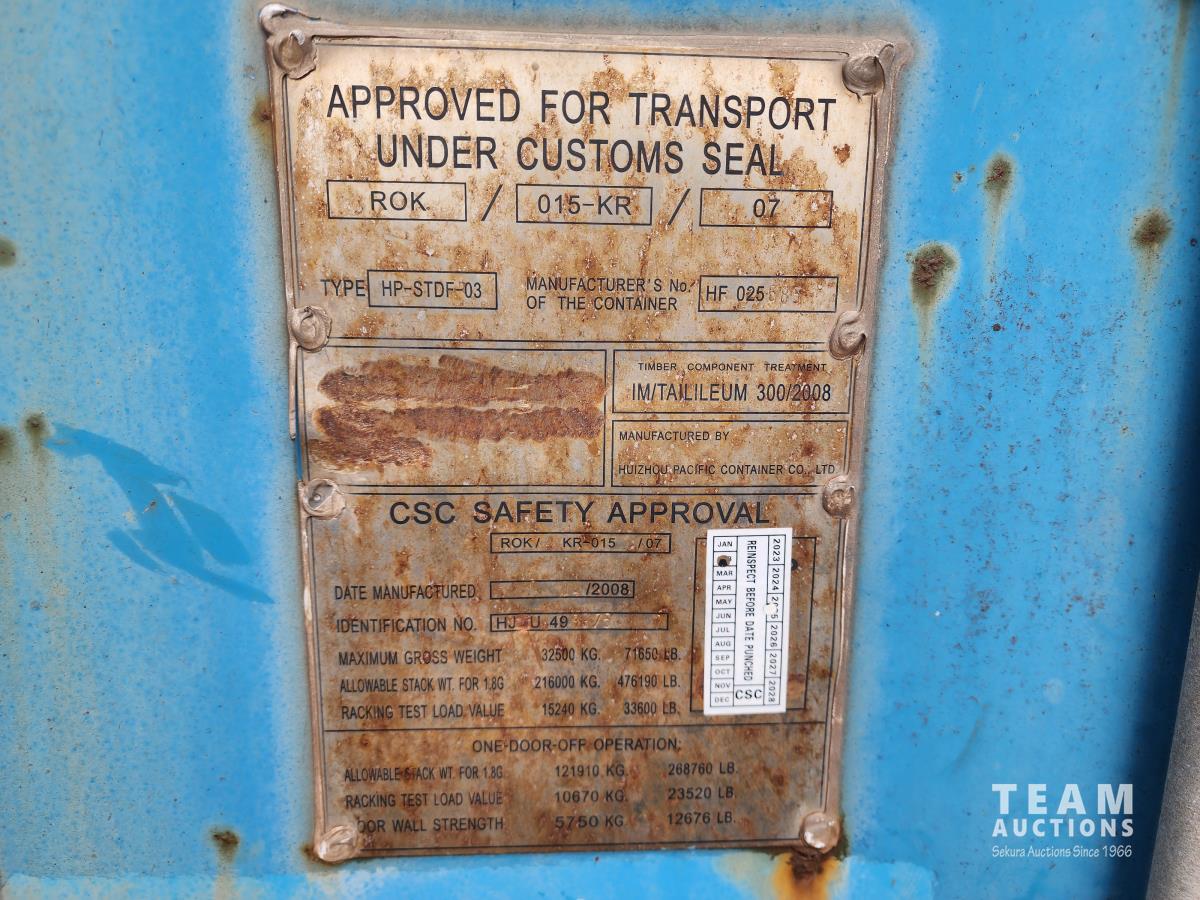 APPROVED FOR TRANSPORT
UNDER CUSTOMS SEAL
ROK / 015-KR / 07
TYPE HP-STDF-03
MANUFACTURER'S No.
OF THE CONTAINER
HF 025
TIMBER COMPONENT TREATMENT
IM/TAILILEUM 300/2008
MANUFACTURED BY
HUIZHOU PACIFIC CONTAINER CO., LTD
CSC SAFETY APPROVAL
ROK/ KR-015 /07
DATE MANUFACTURED /2008
IDENTIFICATION NO. HJ U 49
MAXIMUM GROSS WEIGHT 32500 KG. 71650 LB.
ALLOWABLE STACK WT. FOR 1.8G 216000 KG. 476190 LB.
RACKING TEST LOAD VALUE 15240 KG. 33600 LB.
JAN
MAR
APR
MAY
JUN
JUL
AUG
SEP
OCT
NOV
DEC
REINSPECT BEFORE DATE PUNCHED
CSC
2023 2024 2026 2027 2028
ONE-DOOR-OFF OPERATION:
ALLOWABLE STACK WT. FOR 1.8G 121910 KG. 268760 LB.
RACKING TEST LOAD VALUE 10670 KG. 23520 LB.
WALL STRENGTH 5750 KG 12676 LB.
TEAM
AUCTIONS
Sekura Auctions Since 1966